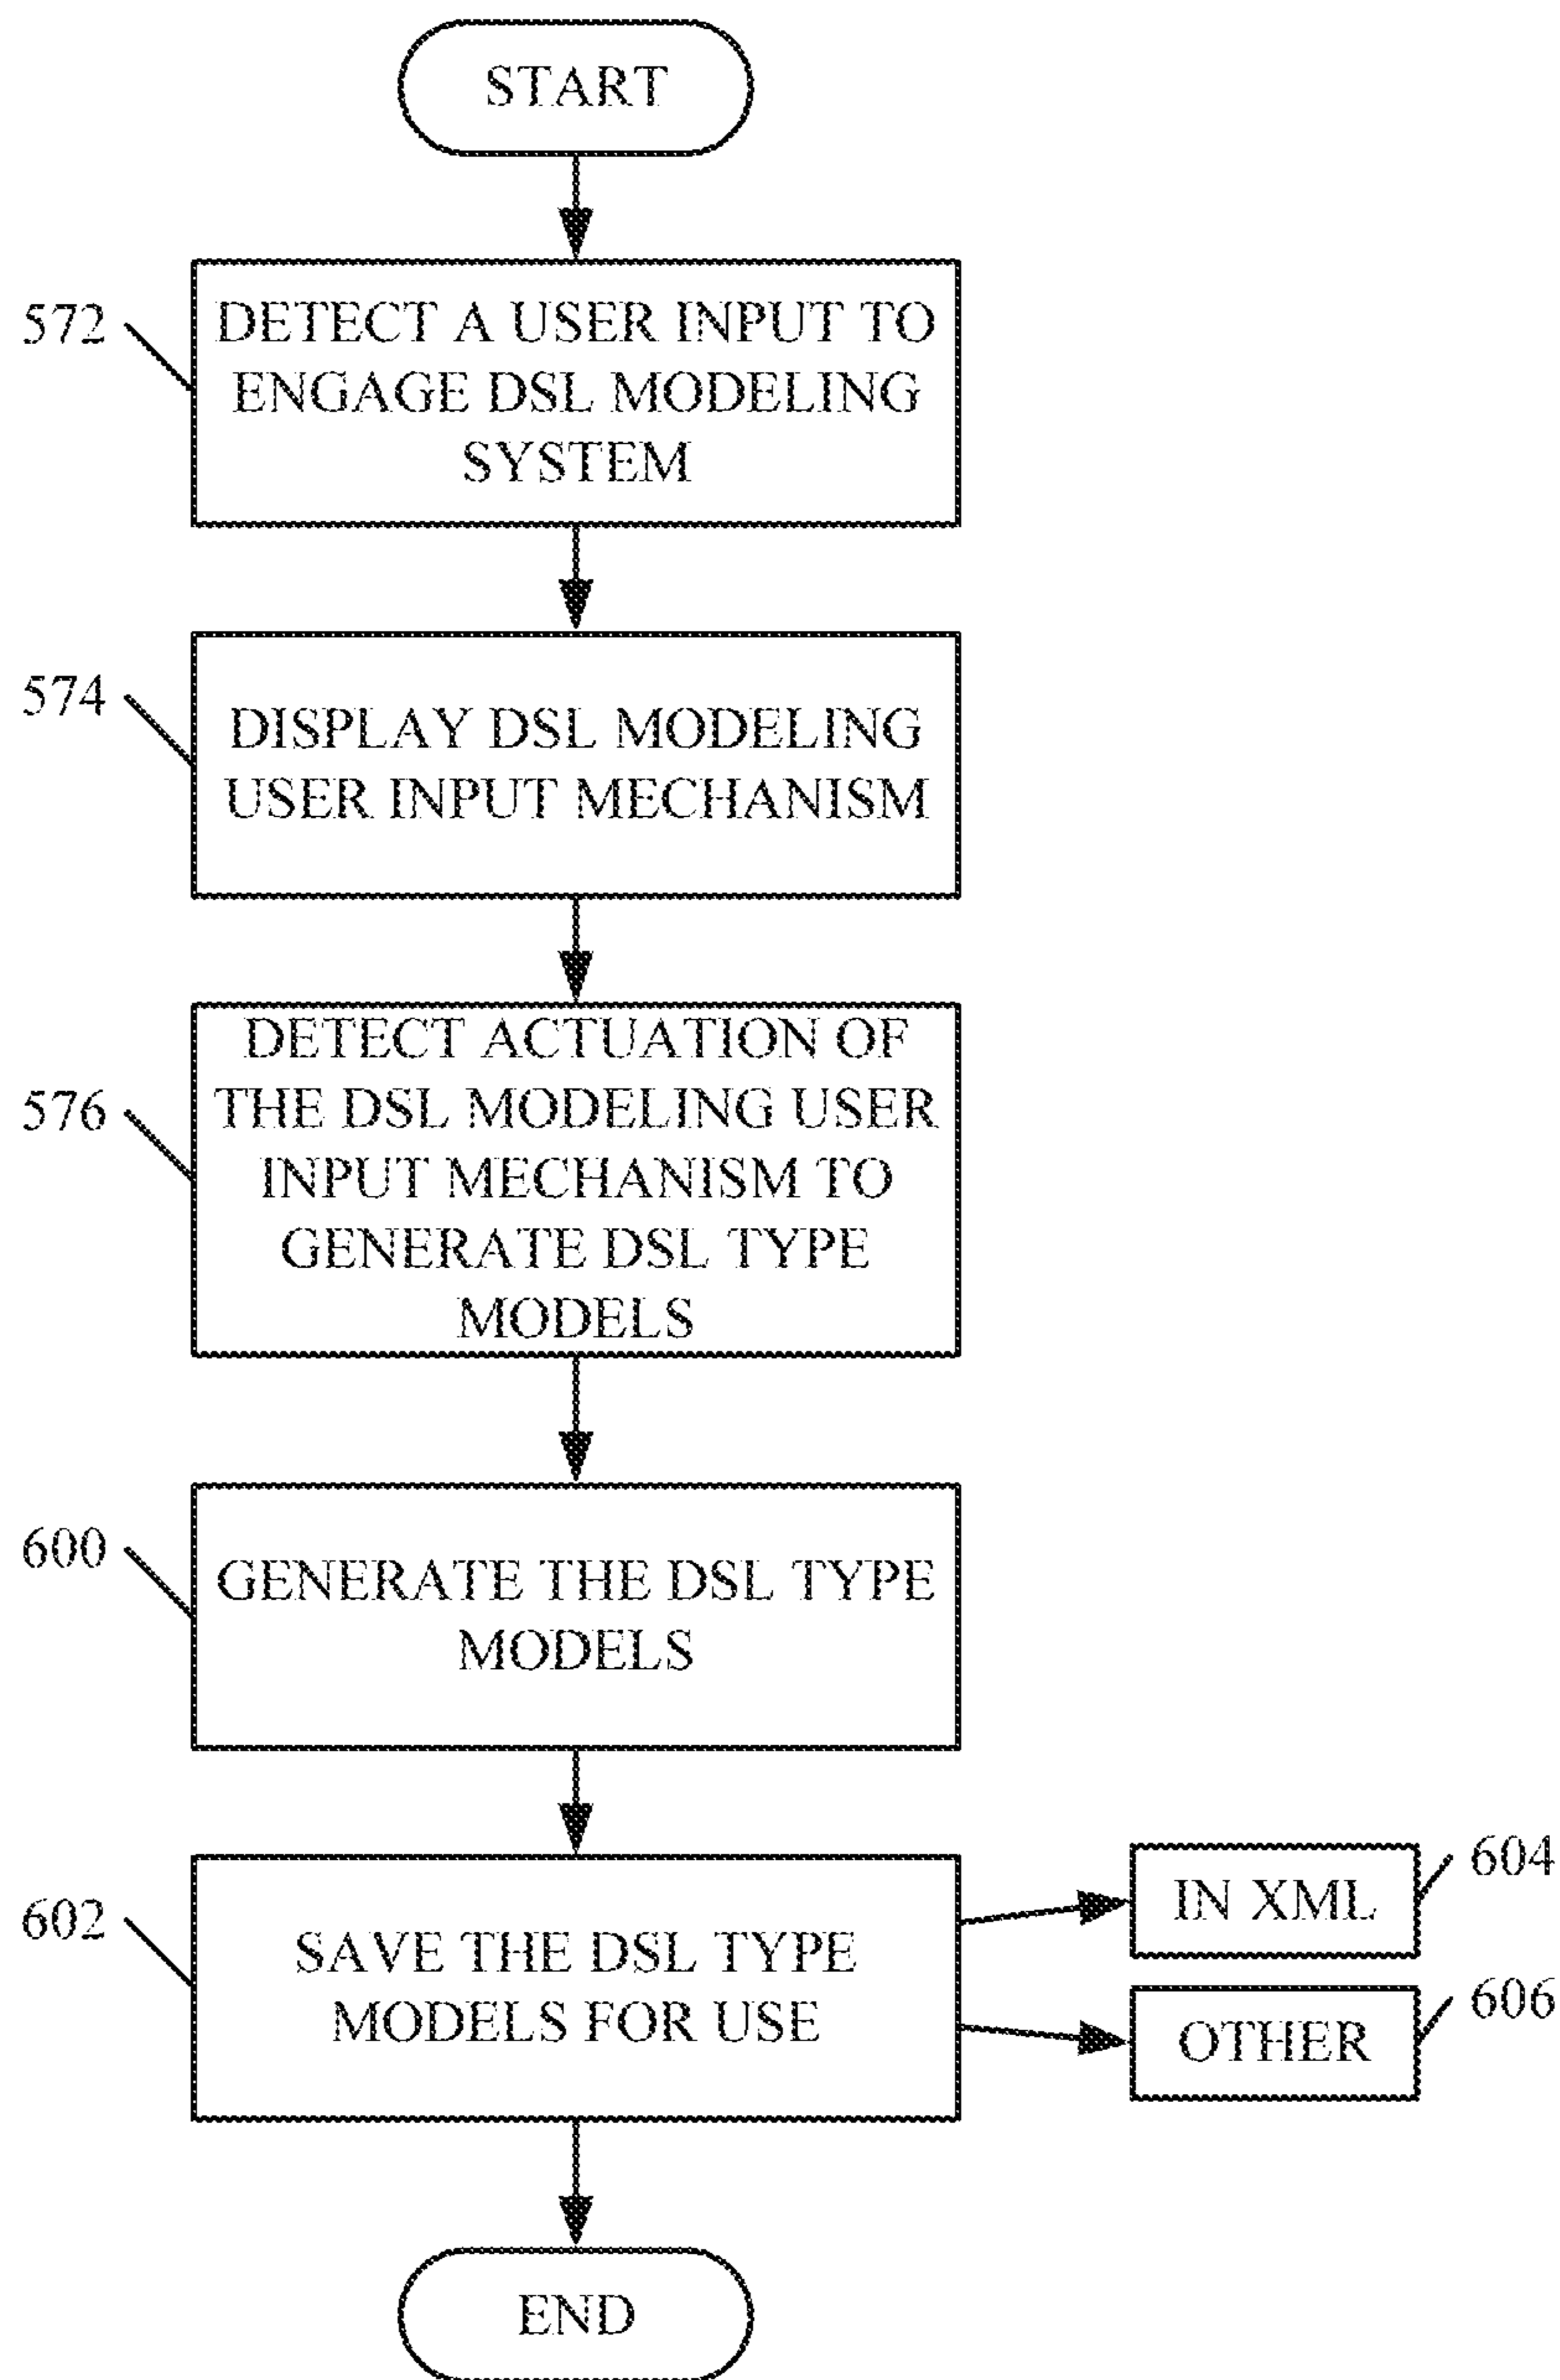 START
572
DETECT A USER INPUT TO
ENGAGE DSL MODELING
SYSTEM
574
DISPLAY DSL MODELING
USER INPUT MECHANISM
576
DETECT ACTUATION OF
THE DSL MODELING USER
INPUT MECHANISM TO
GENERATE DSL TYPE
MODELS
600
GENERATE THE DSL TYPE
MODELS
602
SAVE THE DSL TYPE
MODELS FOR USE
IN XML
604
OTHER
606
END